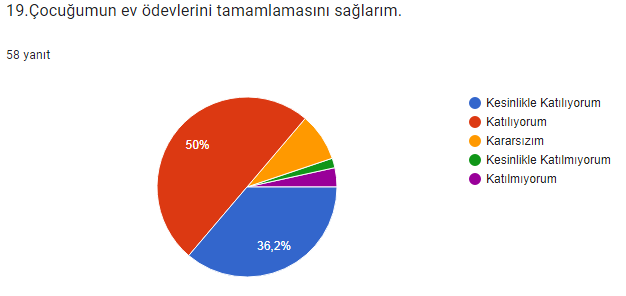 19.Çocuğumun ev ödevlerini tamamlamasını sağlarım.
58 yanıt
Kesinlikle Katılıyorum
Katılıyorum
Kararsızım
Kesinlikle Katılmıyorum
Katılmıyorum
50%
36,2%